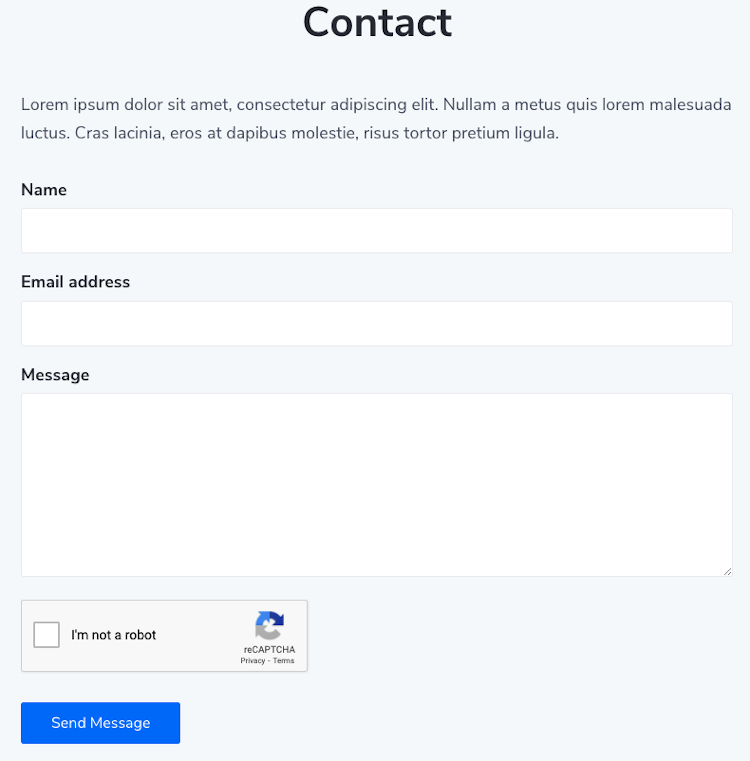 Contact
Lorem ipsum dolor sit amet, consectetur adipiscing elit. Nullam a metus quis lorem malesuada
luctus. Cras lacinia, eros at dapibus molestie, risus tortor pretium ligula.
Name
Email address
Message
I'm not a robot
reCAPTCHA
Privacy - Terms
Send Message